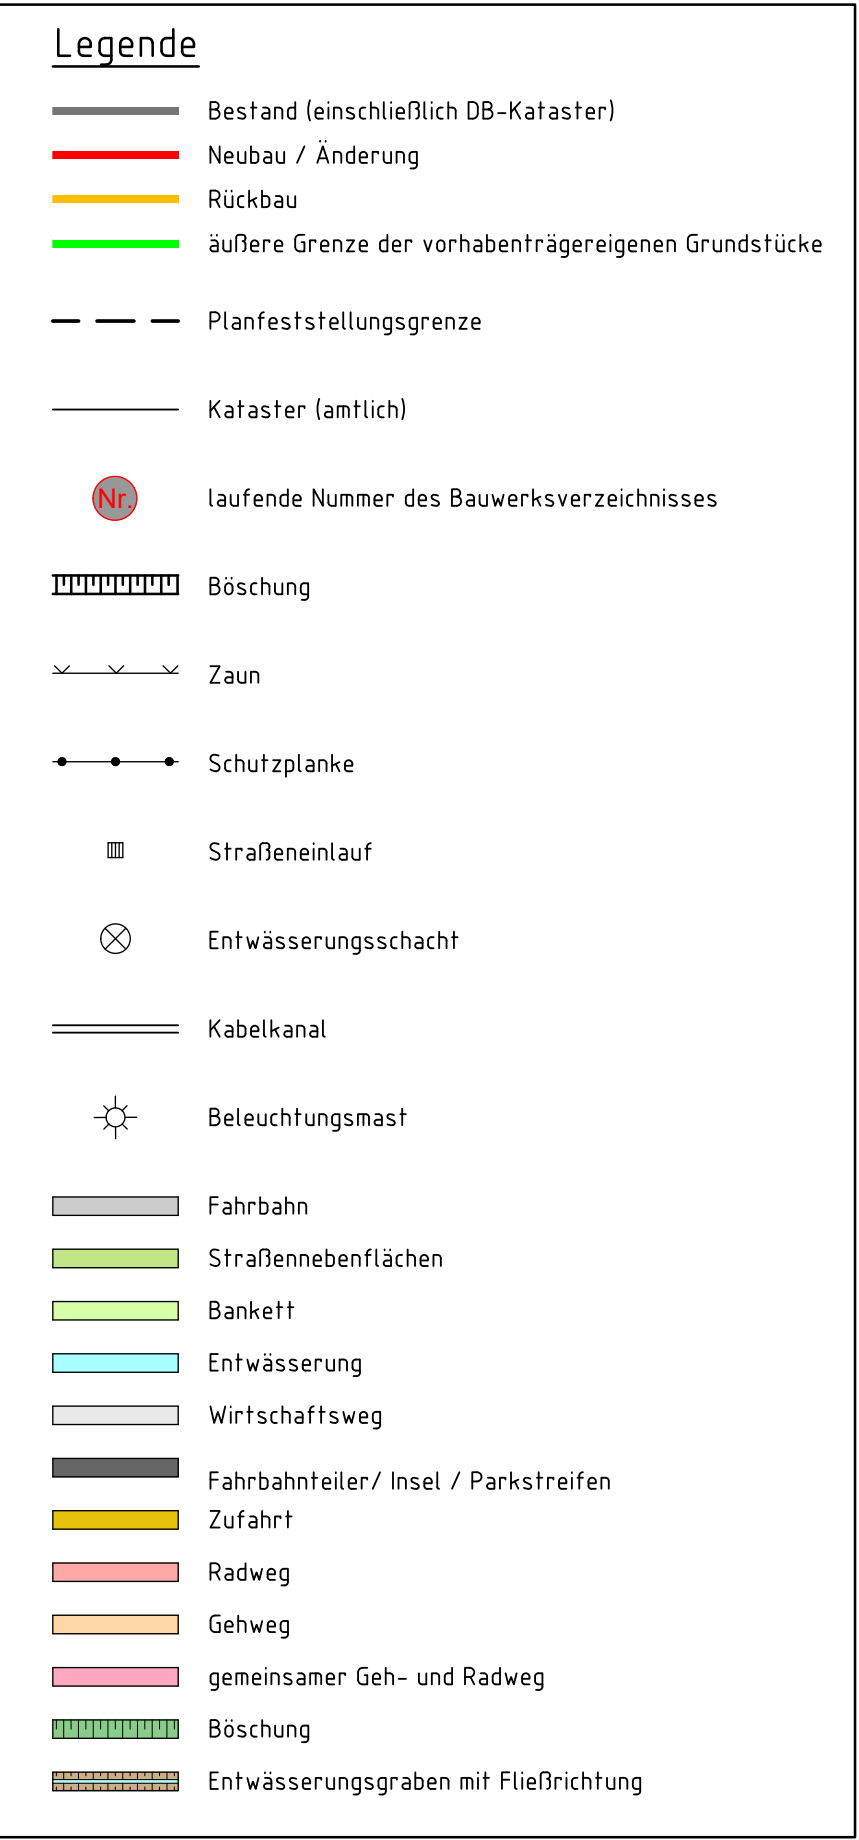 Legende
Bestand (einschließlich DB-Kataster)
Neubau / Änderung
Rückbau
äußere Grenze der vorhabenträgereigenen Grundstücke
Planfeststellungsgrenze
Kataster (amtlich)
Nr. laufende Nummer des Bauwerksverzeichnisses
Böschung
Zaun
Schutzplanke
Straßeneinlauf
Entwässerungsschacht
Kabelkanal
Beleuchtungsmast
Fahrbahn
Straßennebenflächen
Bankett
Entwässerung
Wirtschaftsweg
Fahrbahnteiler/ Insel / Parkstreifen
Zufahrt
Radweg
Gehweg
gemeinsamer Geh- und Radweg
Böschung
Entwässerungsgraben mit Fließrichtung